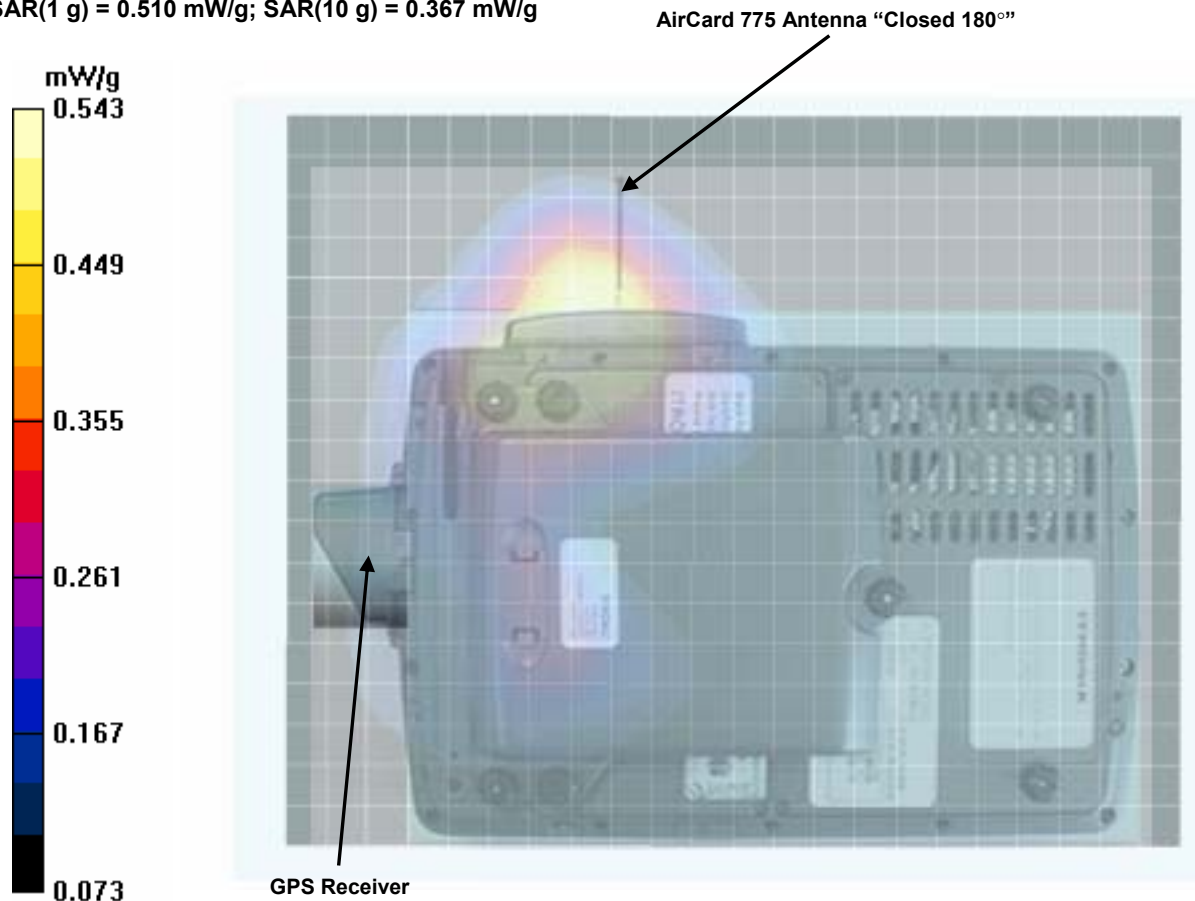 SAR(1 g) = 0.510 mW/g; SAR(10 g) = 0.367 mW/g
AirCard 775 Antenna “Closed 180°”
mW/g
0.543
0.449
0.355
0.261
0.167
0.073
GPS Receiver